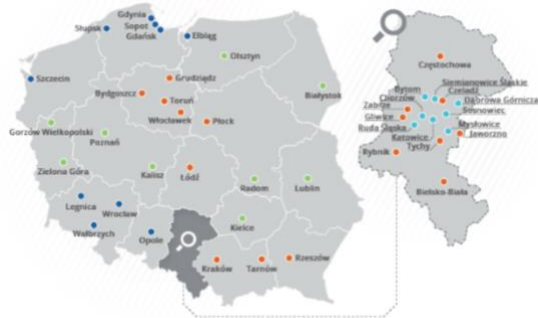 Gdynia
Sopot
Gdańsk
Słupsk
Elbląg
Olsztyn
Szczecin
Grudziądz
Bydgoszcz
Toruń
Włocławek
Białystok
Płock
Gorzów Wielkopolski
Poznań
Zielona Góra
Kalisz
Łódź
Radom
Lublin
Legnica
Wrocław
Wałbrzych
Opole
Kielce
Kraków
Tarnów
Rzeszów
Częstochowa
Siemianowice Śląskie
Bytom
Czeladź
Chorzów
Dąbrowa Górnicza
Zabrze
Sosnowiec
Gliwice
Mysłowice
Ruda Śląska
Jaworzno
Katowice
Tychy
Rybnik
Bielsko-Biała